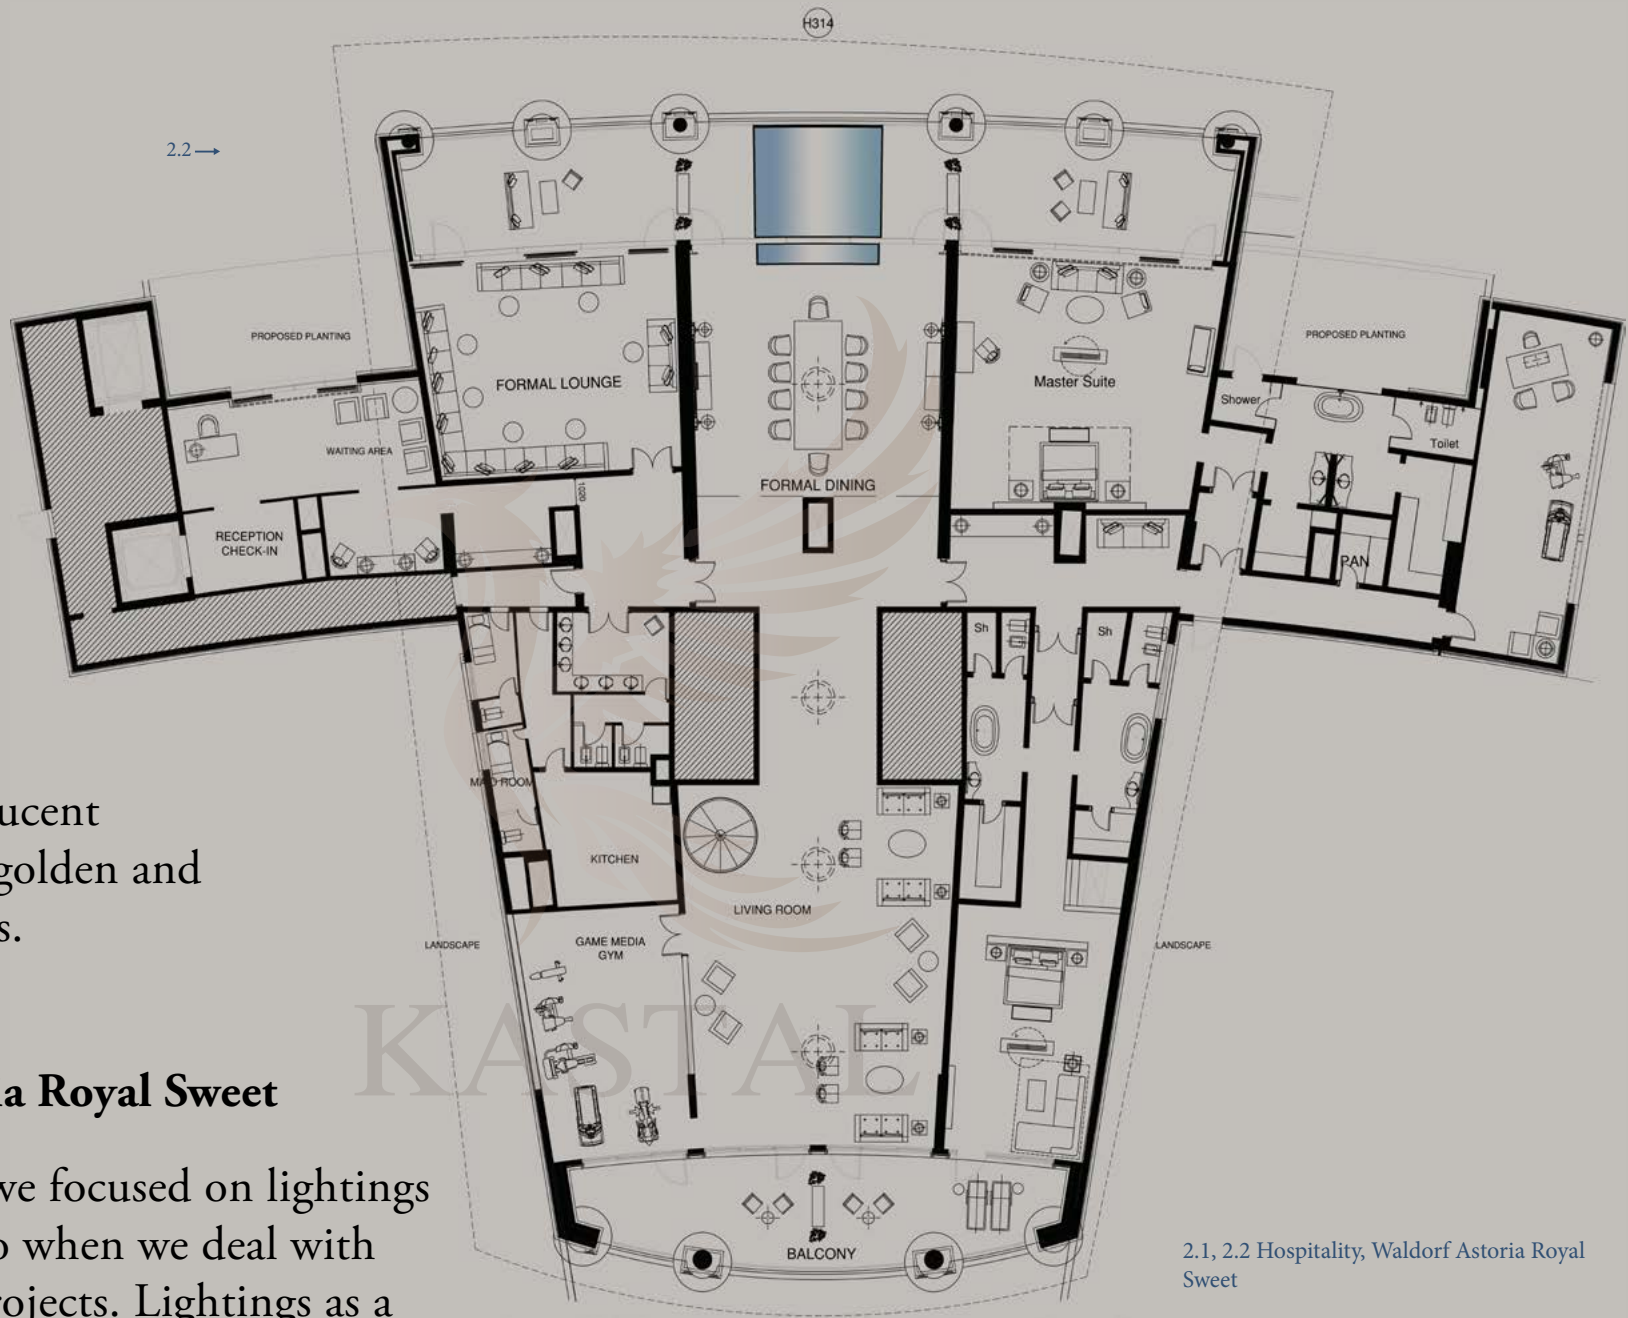 H314
2.2
PROPOSED PLANTING
PROPOSED PLANTING
FORMAL LOUNGE
Master Suite
Shower
Toilet
WAITING AREA
FORMAL DINING
1020
RECEPTION
CHECK-IN
PAN
Sh
Sh
MAID ROOM
KITCHEN
LIVING ROOM
GAME MEDIA
GYM
LANDSCAPE
LANDSCAPE
BALCONY
KASTAL
ucent
golden and
s.
a Royal Sweet
we focused on lightings
o when we deal with
rojects. Lightings as a
2.1, 2.2 Hospitality, Waldorf Astoria Royal
Sweet